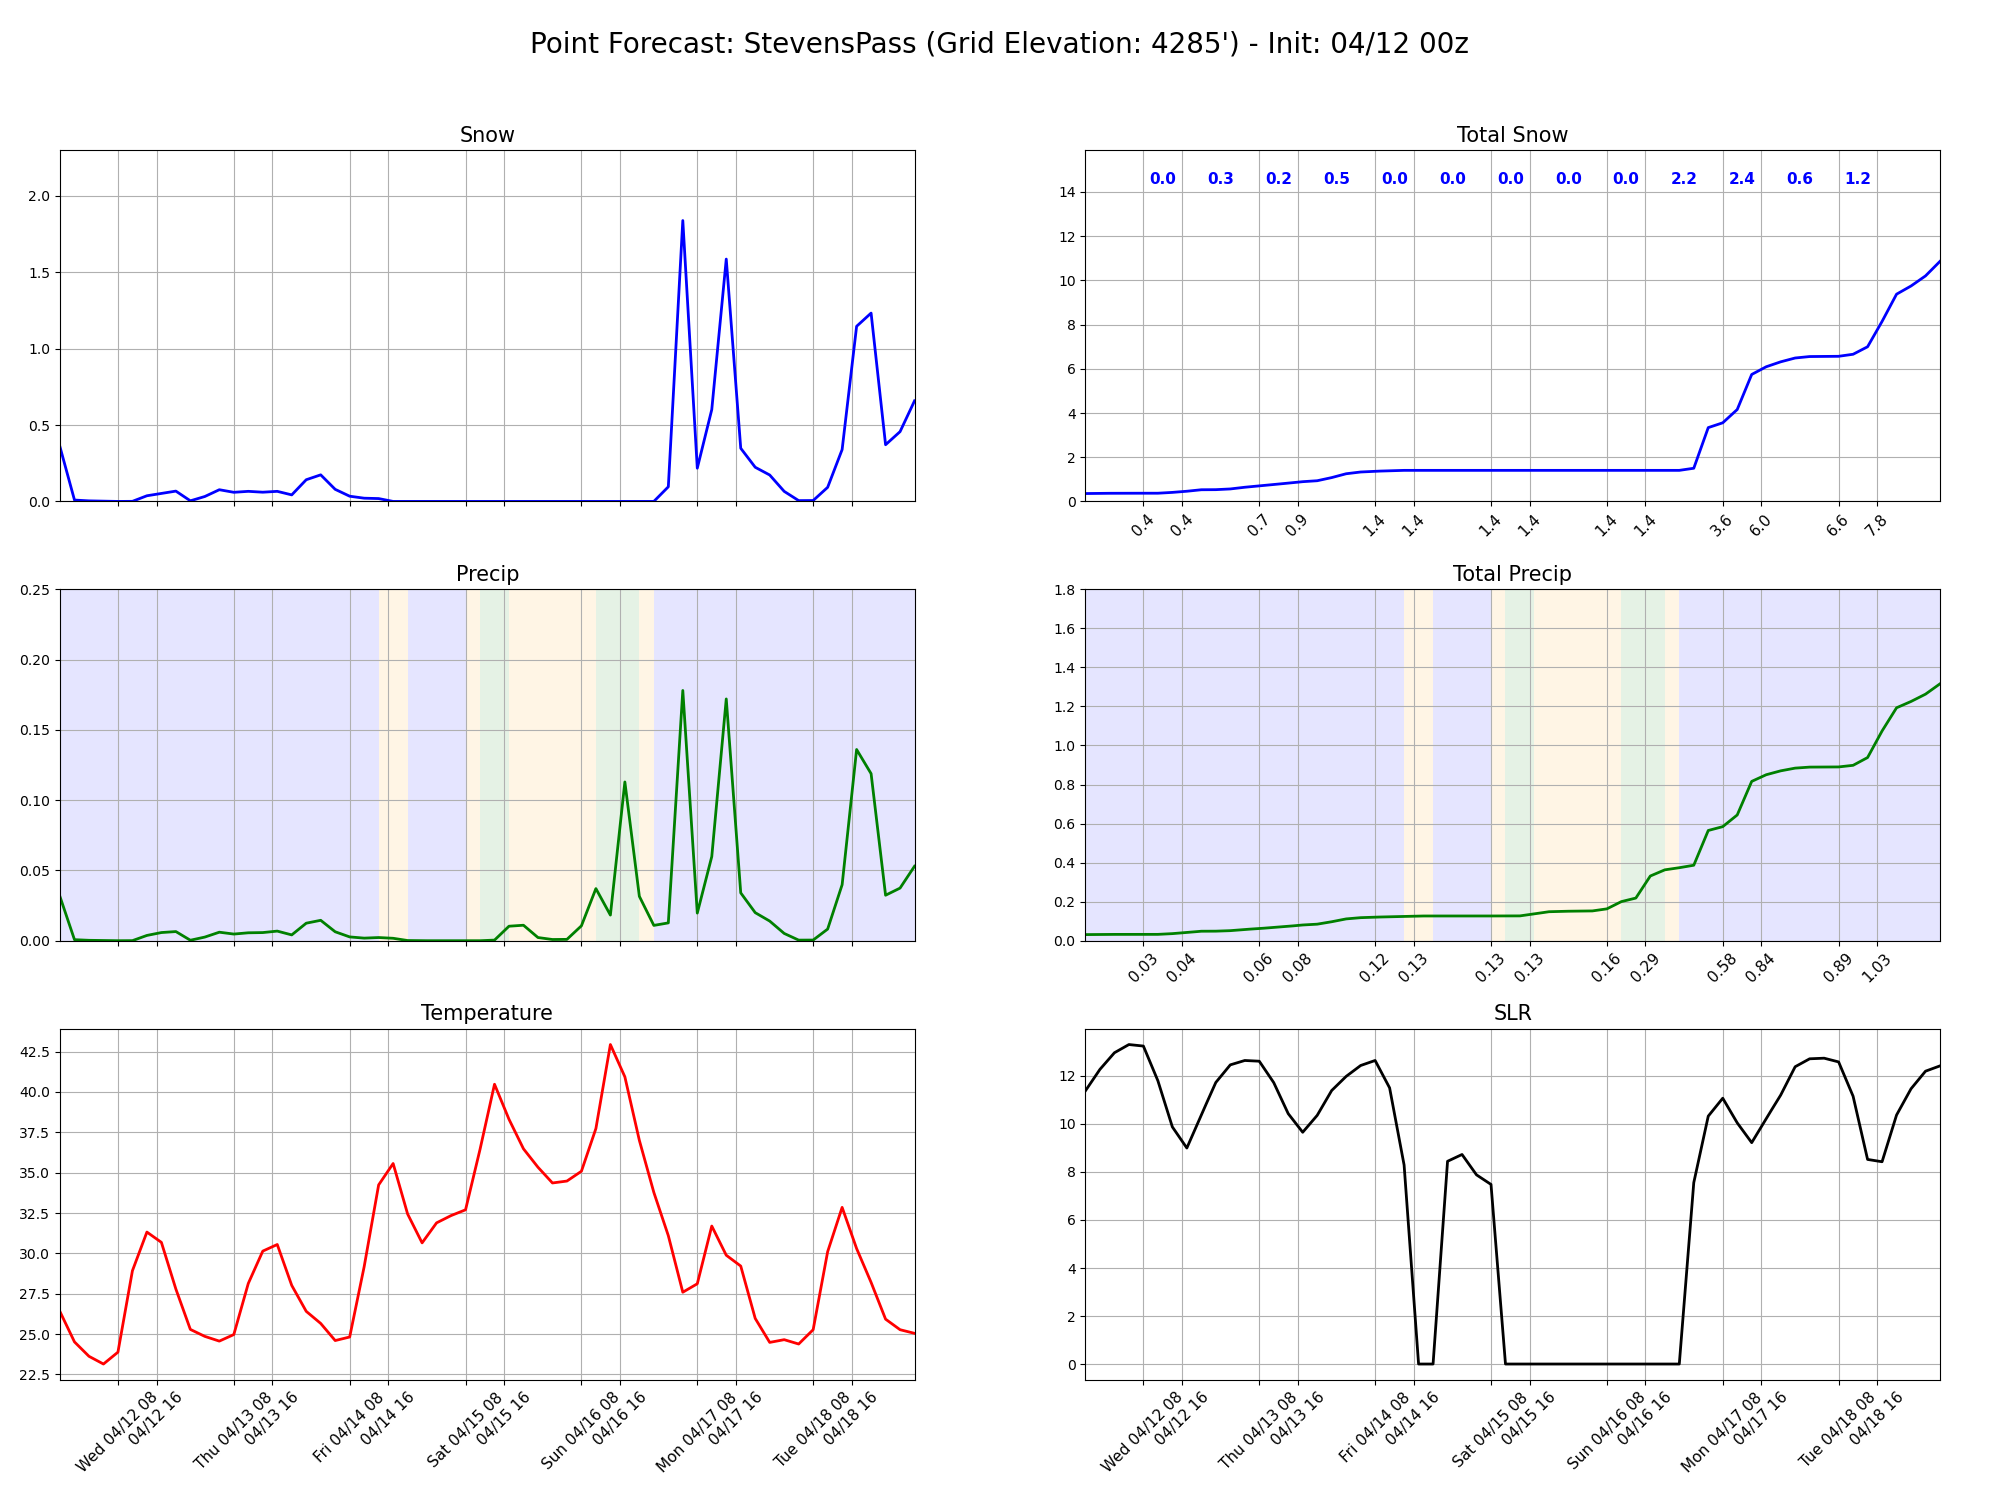 Point Forecast: StevensPass (Grid Elevation: 4285') - Init: 04/12 00z
Snow
2.0
1.5
1.0
0.5
0.0
Total Snow
0.0 0.3 0.2 0.5 0.0 0.0 0.0 0.0 0.0 2.2 2.4 0.6 1.2
14
12
10
8
6
4
2
0
0.4 0.4 0.7 0.9 1.4 1.4 1.4 1.4 1.4 1.4 3.6 6.0 6.6 7.8
Precip
0.25
0.20
0.15
0.10
0.05
0.00
Total Precip
1.8
1.6
1.4
1.2
1.0
0.8
0.6
0.4
0.2
0.0
0.03 0.04 0.06 0.08 0.12 0.13 0.13 0.13 0.16 0.29 0.58 0.84 0.89 1.03
Temperature
42.5
40.0
37.5
35.0
32.5
30.0
27.5
25.0
22.5
Wed 04/12 08
04/12 16
Thu 04/13 08
04/13 16
Fri 04/14 08
04/14 16
Sat 04/15 08
04/15 16
Sun 04/16 08
04/16 16
Mon 04/17 08
04/17 16
Tue 04/18 08
04/18 16
SLR
12
10
8
6
4
2
0
Wed 04/12 08
04/12 16
Thu 04/13 08
04/13 16
Fri 04/14 08
04/14 16
Sat 04/15 08
04/15 16
Sun 04/16 08
04/16 16
Mon 04/17 08
04/17 16
Tue 04/18 08
04/18 16